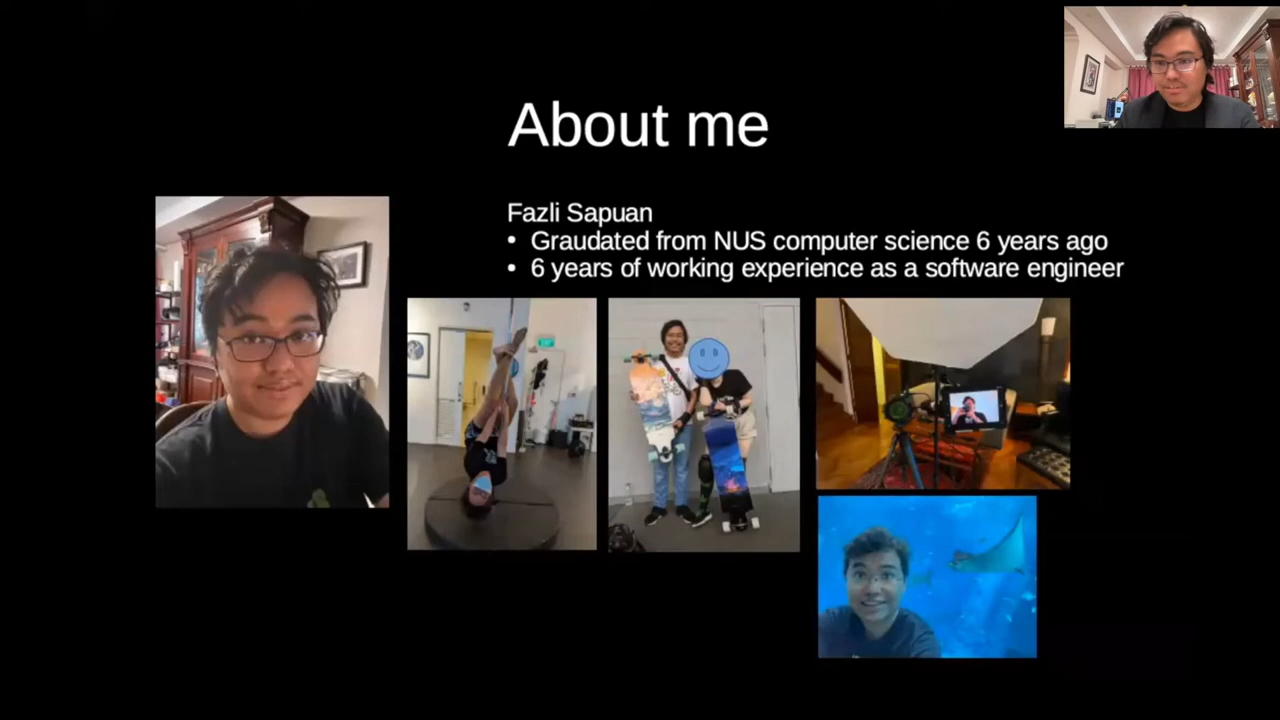 About me
Fazli Sapuan
• Graudated from NUS computer science 6 years ago
• 6 years of working experience as a software engineer